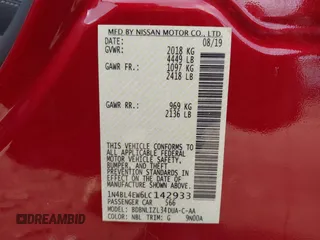 MFD BY NISSAN MOTOR CO., LTD.
DATE: 08/19
GVWR: 2018 KG
4449 LB
GAWR FR: 1097 KG
2418 LB
GAWR RR: 969 KG
2136 LB
THIS VEHICLE CONFORMS TO ALL
APPLICABLE FEDERAL MOTOR VEHICLE
SAFETY, BUMPER, AND THEFT
PREVENTION STANDARDS IN EFFECT
ON THE DATE OF MANUFACTURE
SHOWN ABOVE.
1N4BL4EW6LC142933
PASSENGER CAR 566
MODEL:
COLOR: NBL TRIM: G 9N00A
DIDBAWSBID